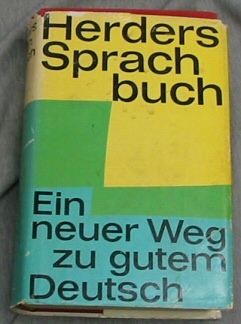 Herders
Sprach
buch
Ein
neuer Weg
zu gutem
Deutsch